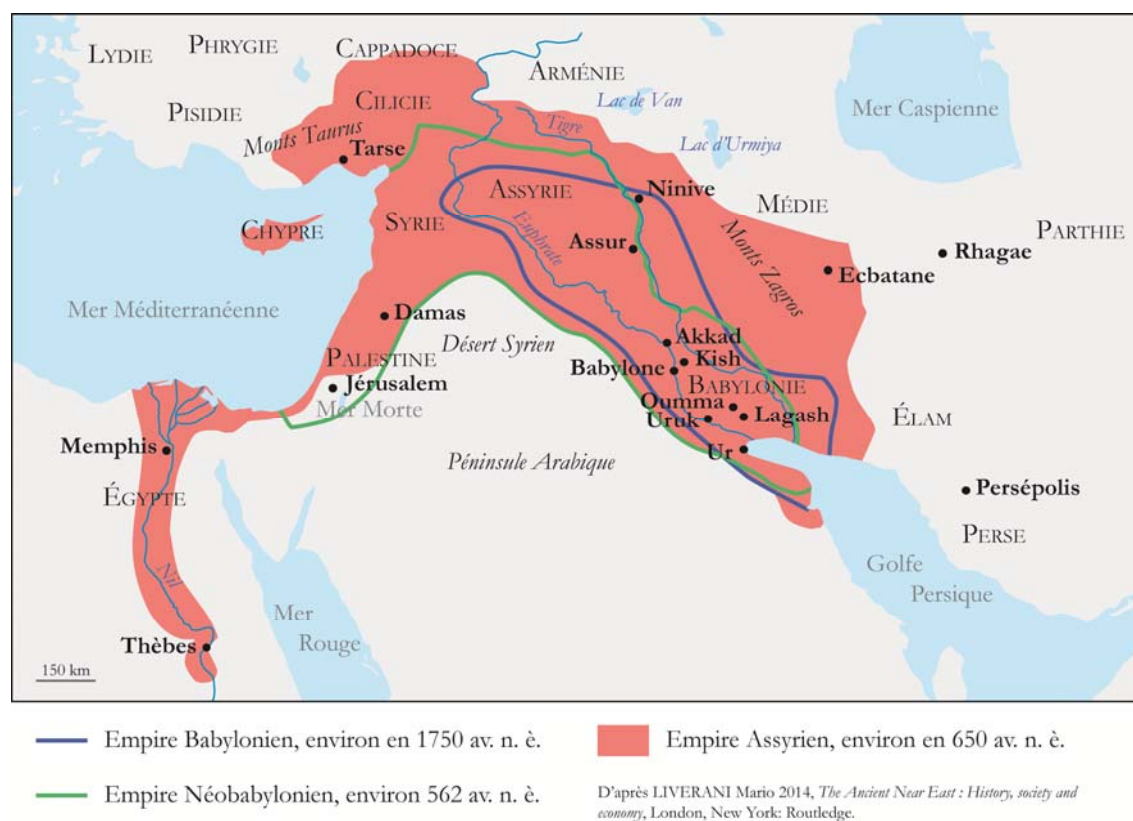 LYDIE
PHRYGIE
CAPPADOCE
ARMÉNIE
Lac de Van
Mer Caspienne
PISIDIE
CILICIE
Monts Taurus
Tarse
Tigre
Lac d'Urmiya
CHYPRE
SYRIE
ASSYRIE
Ninive
MÉDIE
PARTHIE
Euphrate
Assur
Monts Zagros
Ecbatane
Rhagae
Mer Méditerranéenne
Damas
Désert Syrien
Akkad
Kish
PALESTINE
Babylone
BABYLONIE
Jérusalem
Mer Morte
Oumma
Uruk
Lagash
ÉLAM
Memphis
Péninsule Arabique
Ur
ÉGYPTE
Persépolis
PERSE
Nil
Golfe
Persique
Mer
Rouge
Thèbes
150 km
Empire Babylonien, environ en 1750 av. n. è.
Empire Assyrien, environ en 650 av. n. è.
Empire Néobabylonien, environ 562 av. n. è.
D'après LIVERANI Mario 2014, The Ancient Near East : History, society and
economy, London, New York: Routledge.